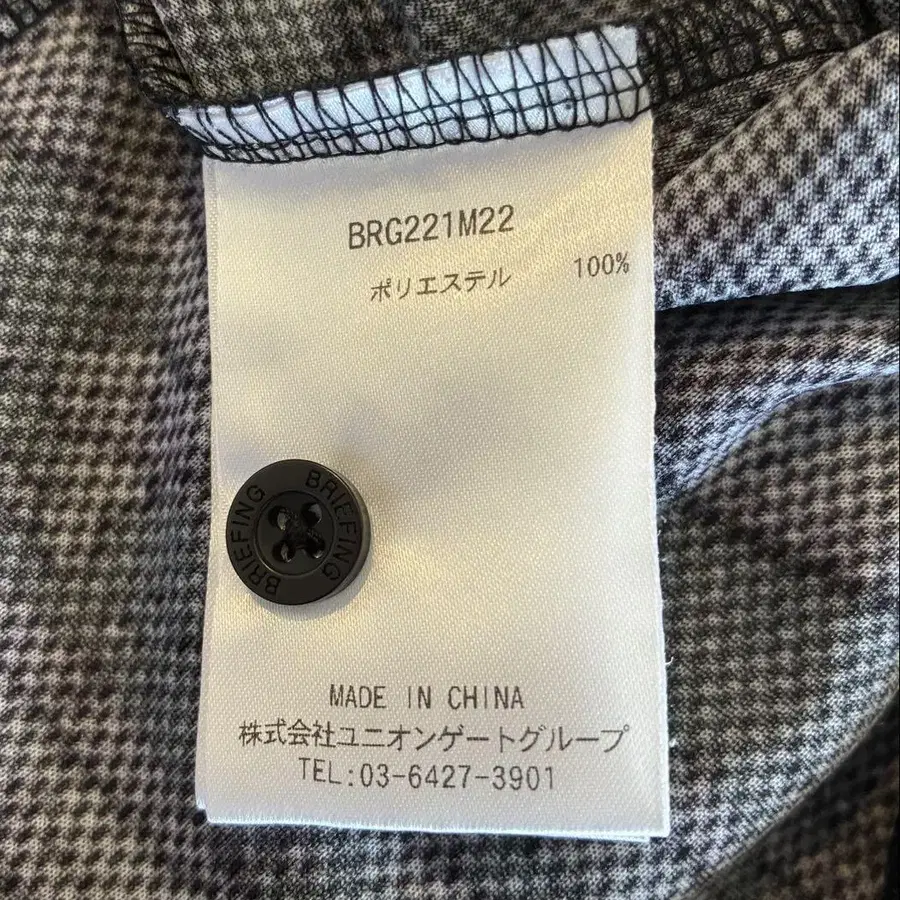 BRG221M22
ポリエステル 100%
BRIEFING BRIEFING
MADE IN CHINA
株式会社ユニオンゲートグループ
TEL:03-6427-3901